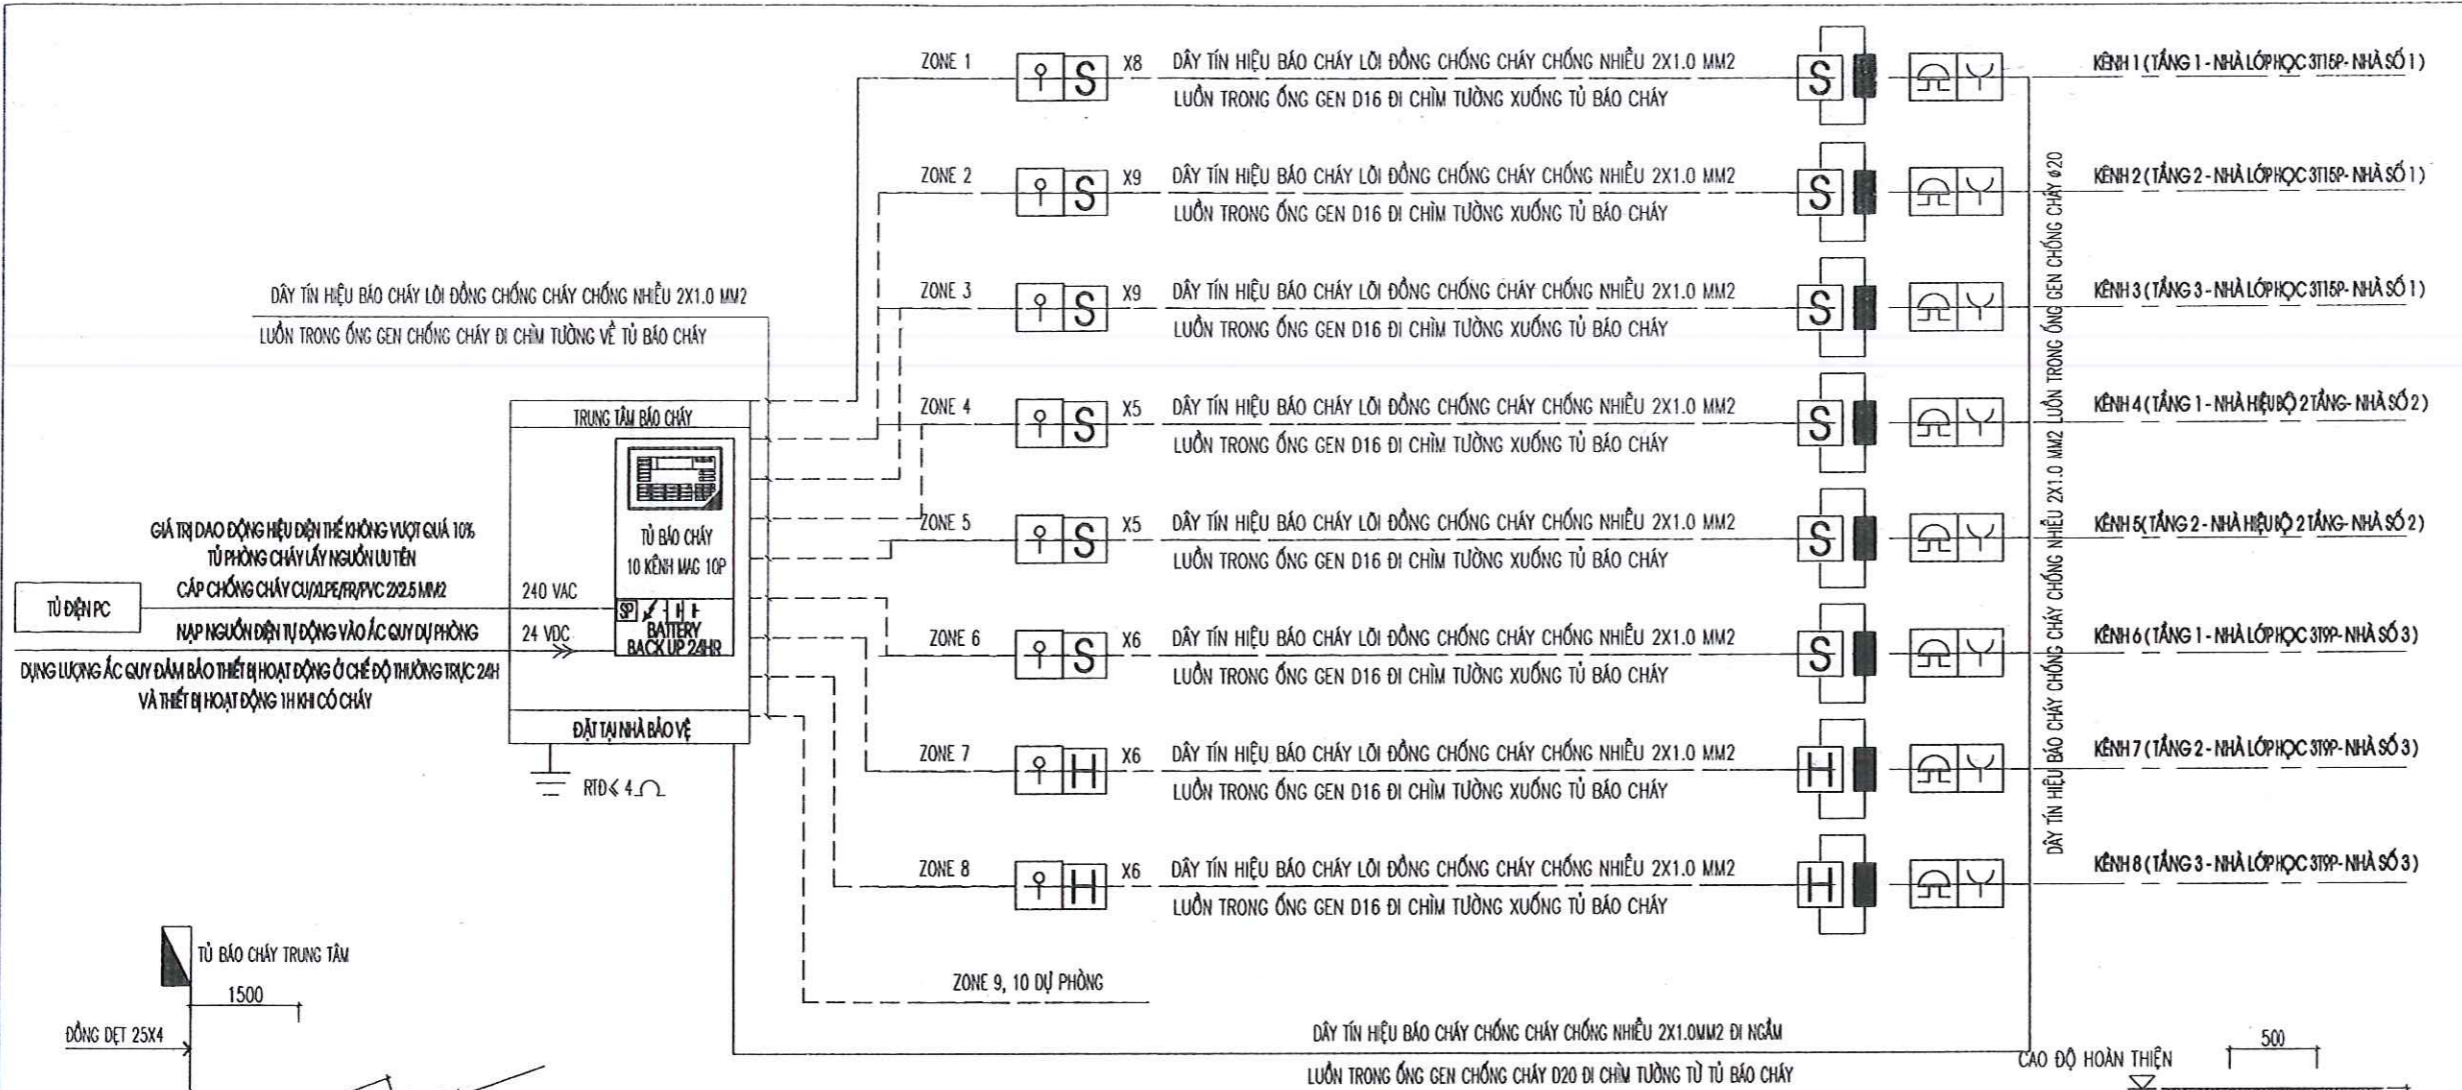 ZONE 1
S
X8
DÂY TÍN HIỆU BÁO CHÁY LÕI ĐỒNG CHỐNG CHÁY CHỐNG NHIỄU 2X1.0 MM2
LUỒN TRONG ỐNG GEN D16 ĐI CHÌM TƯỜNG XUỐNG TỦ BÁO CHÁY
S
KÊNH 1 (TẦNG 1 - NHÀ LỚP HỌC 3T15P- NHÀ SỐ 1)
ZONE 2
S
X9
DÂY TÍN HIỆU BÁO CHÁY LÕI ĐỒNG CHỐNG CHÁY CHỐNG NHIỄU 2X1.0 MM2
LUỒN TRONG ỐNG GEN D16 ĐI CHÌM TƯỜNG XUỐNG TỦ BÁO CHÁY
S
KÊNH 2 (TẦNG 2 - NHÀ LỚP HỌC 3T15P- NHÀ SỐ 1)
ZONE 3
S
X9
DÂY TÍN HIỆU BÁO CHÁY LÕI ĐỒNG CHỐNG CHÁY CHỐNG NHIỄU 2X1.0 MM2
LUỒN TRONG ỐNG GEN D16 ĐI CHÌM TƯỜNG XUỐNG TỦ BÁO CHÁY
S
KÊNH 3 (TẦNG 3 - NHÀ LỚP HỌC 3T15P- NHÀ SỐ 1)
ZONE 4
S
X5
DÂY TÍN HIỆU BÁO CHÁY LÕI ĐỒNG CHỐNG CHÁY CHỐNG NHIỄU 2X1.0 MM2
LUỒN TRONG ỐNG GEN D16 ĐI CHÌM TƯỜNG XUỐNG TỦ BÁO CHÁY
S
KÊNH 4 (TẦNG 1 - NHÀ HIỆU BỘ 2 TẦNG- NHÀ SỐ 2)
ZONE 5
S
X5
DÂY TÍN HIỆU BÁO CHÁY LÕI ĐỒNG CHỐNG CHÁY CHỐNG NHIỄU 2X1.0 MM2
LUỒN TRONG ỐNG GEN D16 ĐI CHÌM TƯỜNG XUỐNG TỦ BÁO CHÁY
S
KÊNH 5(TẦNG 2 - NHÀ HIỆU BỘ 2 TẦNG- NHÀ SỐ 2)
ZONE 6
S
X6
DÂY TÍN HIỆU BÁO CHÁY LÕI ĐỒNG CHỐNG CHÁY CHỐNG NHIỄU 2X1.0 MM2
LUỒN TRONG ỐNG GEN D16 ĐI CHÌM TƯỜNG XUỐNG TỦ BÁO CHÁY
S
KÊNH 6 (TẦNG 1 - NHÀ LỚP HỌC 3T9P- NHÀ SỐ 3)
ZONE 7
H
X6
DÂY TÍN HIỆU BÁO CHÁY LÕI ĐỒNG CHỐNG CHÁY CHỐNG NHIỄU 2X1.0 MM2
LUỒN TRONG ỐNG GEN D16 ĐI CHÌM TƯỜNG XUỐNG TỦ BÁO CHÁY
H
KÊNH 7 (TẦNG 2 - NHÀ LỚP HỌC 3T9P- NHÀ SỐ 3)
ZONE 8
H
X6
DÂY TÍN HIỆU BÁO CHÁY LÕI ĐỒNG CHỐNG CHÁY CHỐNG NHIỄU 2X1.0 MM2
LUỒN TRONG ỐNG GEN D16 ĐI CHÌM TƯỜNG XUỐNG TỦ BÁO CHÁY
H
KÊNH 8 (TẦNG 3 - NHÀ LỚP HỌC 3T9P- NHÀ SỐ 3)
DÂY TÍN HIỆU BÁO CHÁY CHỐNG CHÁY CHỐNG NHIỄU 2X1.0 MM2 LUỒN TRONG ỐNG GEN CHỐNG CHÁY Ø20
DÂY TÍN HIỆU BÁO CHÁY LÕI ĐỒNG CHỐNG CHÁY CHỐNG NHIỄU 2X1.0 MM2
LUỒN TRONG ỐNG GEN CHỐNG CHÁY ĐI CHÌM TƯỜNG VỀ TỦ BÁO CHÁY
TRUNG TÂM BÁO CHÁY
TỦ BÁO CHÁY
10 KÊNH MAG 10P
SP
BATTERY
BACK UP 24HR
ĐẶT TẠI NHÀ BẢO VỆ
RTĐ≤ 4 Ω
GIÁ TRỊ DAO ĐỘNG HIỆU ĐIỆN THẾ KHÔNG VƯỢT QUÁ 10%
TỦ PHÒNG CHÁY LẤY NGUỒN ƯU TIÊN
CÁP CHỐNG CHÁY CU/XLPE/FR/PVC 2X2.5 MM2
240 VAC
TỦ ĐIỆN PC
NẠP NGUỒN ĐIỆN TỰ ĐỘNG VÀO ẮC QUY DỰ PHÒNG
24 VDC
DỤNG LƯỢNG ẮC QUY ĐẢM BẢO THIẾT BỊ HOẠT ĐỘNG Ở CHẾ ĐỘ THƯỜNG TRỰC 24H
VÀ THIẾT BỊ HOẠT ĐỘNG 1H KHI CÓ CHÁY
TỦ BÁO CHÁY TRUNG TÂM
1500
ĐỒNG DẸT 25X4
ZONE 9, 10 DỰ PHÒNG
DÂY TÍN HIỆU BÁO CHÁY CHỐNG CHÁY CHỐNG NHIỄU 2X1.0MM2 ĐI NGẦM
LUỒN TRONG ỐNG GEN CHỐNG CHÁY D20 ĐI CHÌM TƯỜNG TỪ TỦ BÁO CHÁY
CAO ĐỘ HOÀN THIỆN
500